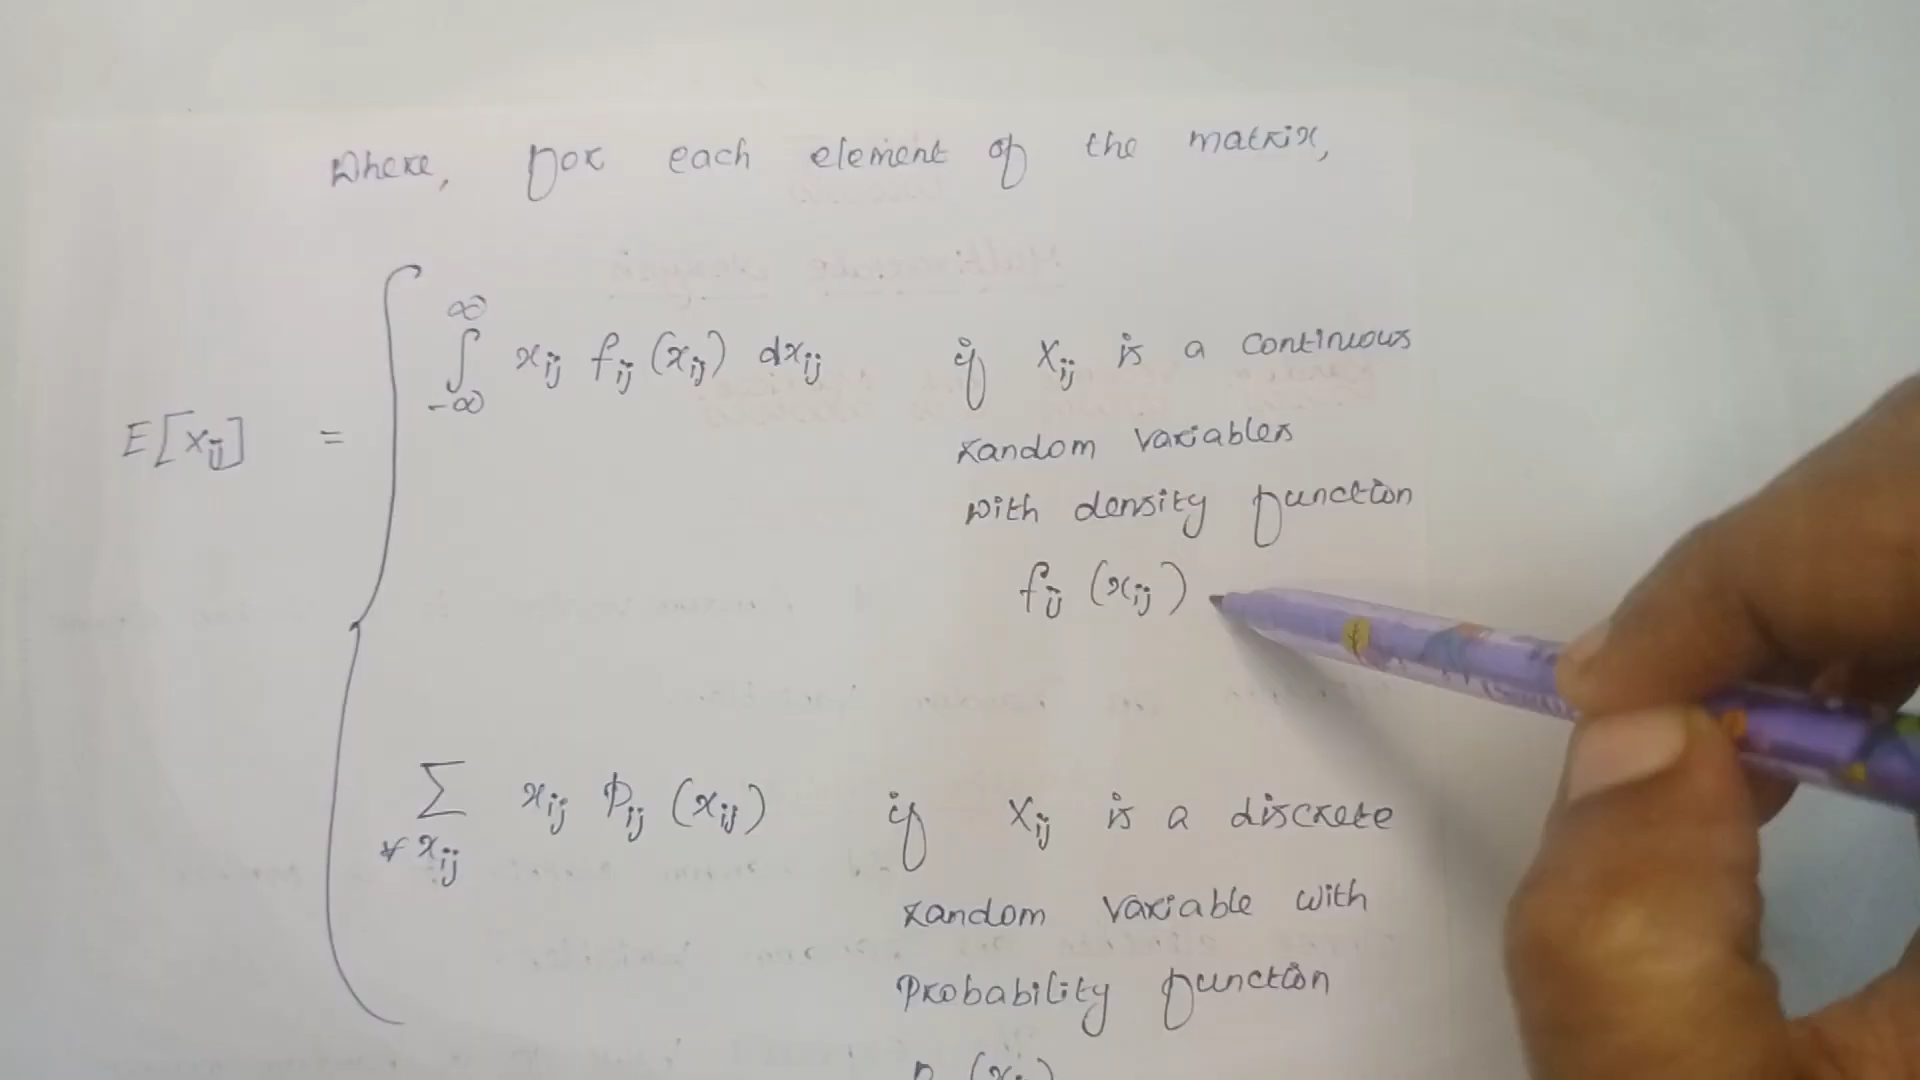 Where, for each element of the matrix,
E[Xij] = { ∫_{-∞}^{∞} xij fij (xij) dxij if Xij is a continuous
random variables
with density function
fij (xij)
∑_{∀ xij} xij Pij (xij) if Xij is a discrete
random variable with
Probability function